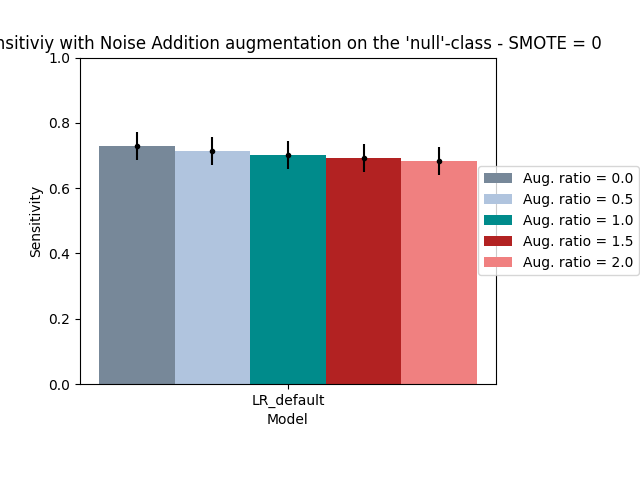 nsitiviy with Noise Addition augmentation on the 'null'-class - SMOTE = 0
1.0
0.8
0.6
0.4
0.2
0.0
Sensitivity
LR_default
Model
Aug. ratio = 0.0
Aug. ratio = 0.5
Aug. ratio = 1.0
Aug. ratio = 1.5
Aug. ratio = 2.0